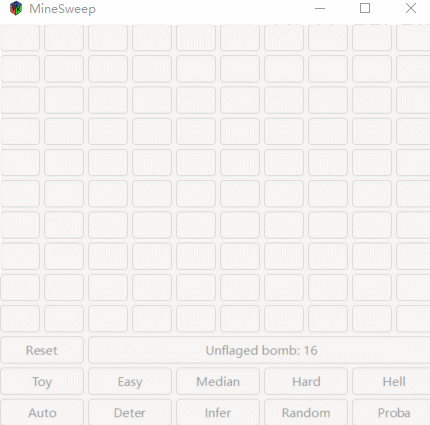 MineSweep
Reset Unflaged bomb: 16
Toy Easy Median Hard Hell
Auto Deter Infer Random Proba